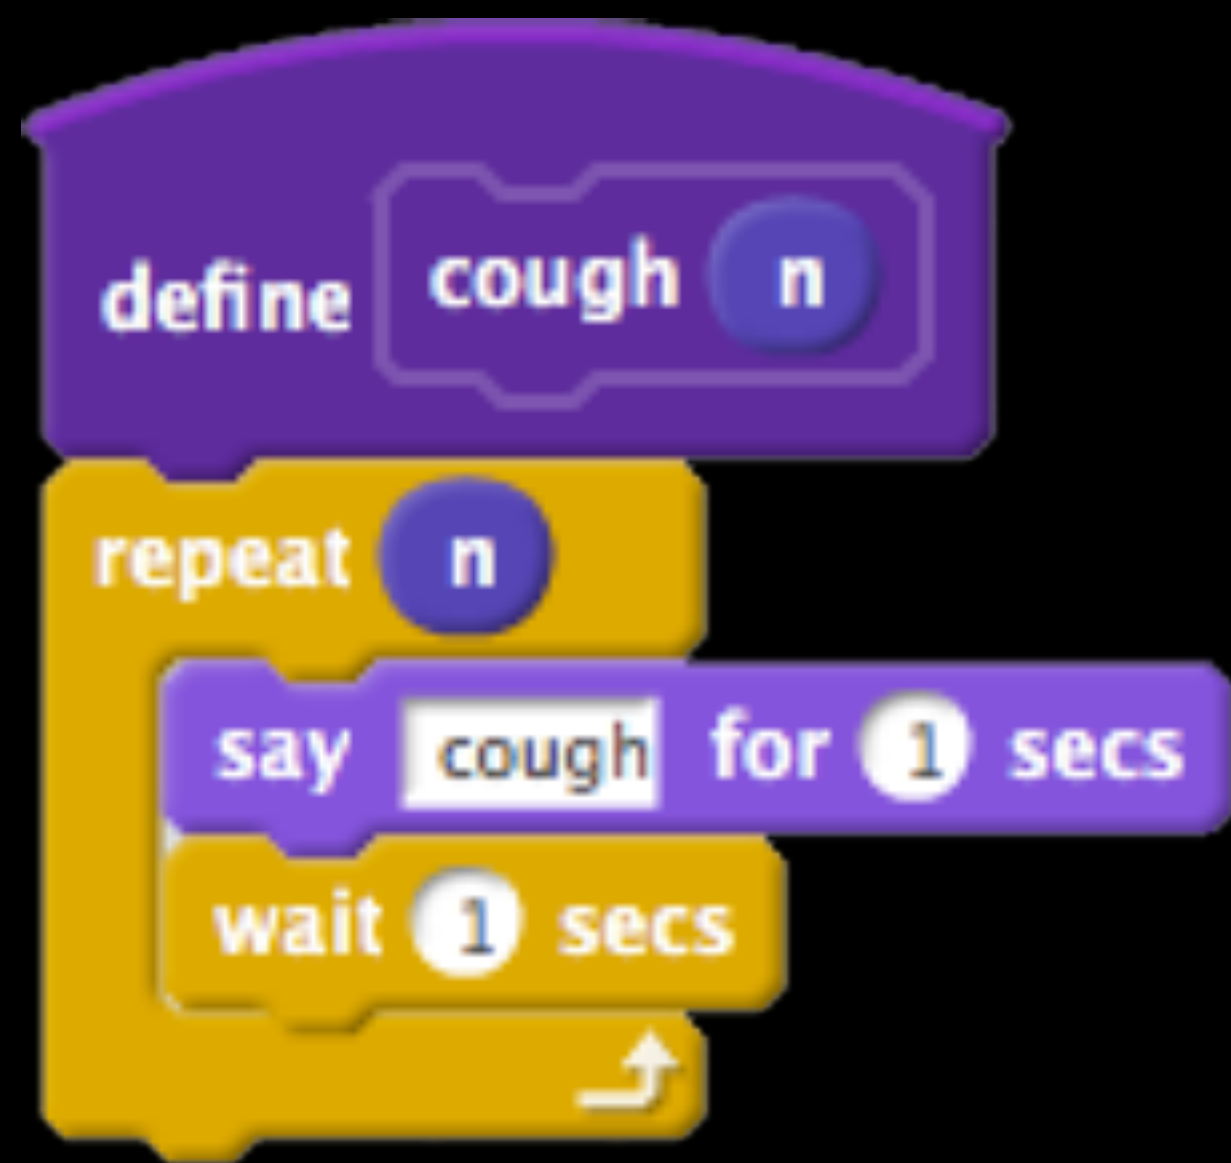 define cough n
repeat n
say cough for 1 secs
wait 1 secs